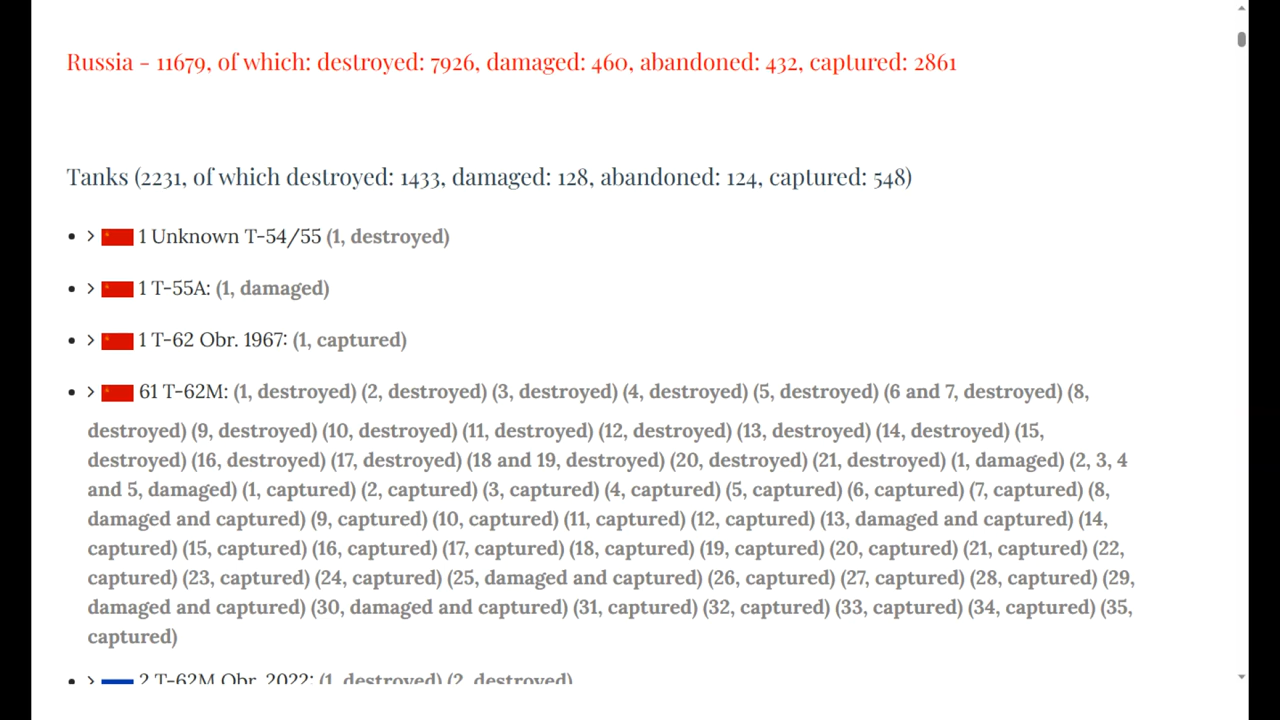 Russia - 11679, of which: destroyed: 7926, damaged: 460, abandoned: 432, captured: 2861
Tanks (2231, of which destroyed: 1433, damaged: 128, abandoned: 124, captured: 548)
1 Unknown T-54/55 (1, destroyed)
1 T-55A: (1, damaged)
1 T-62 Obr. 1967: (1, captured)
61 T-62M: (1, destroyed) (2, destroyed) (3, destroyed) (4, destroyed) (5, destroyed) (6 and 7, destroyed) (8,
destroyed) (9, destroyed) (10, destroyed) (11, destroyed) (12, destroyed) (13, destroyed) (14, destroyed) (15,
destroyed) (16, destroyed) (17, destroyed) (18 and 19, destroyed) (20, destroyed) (21, destroyed) (1, damaged) (2, 3, 4
and 5, damaged) (1, captured) (2, captured) (3, captured) (4, captured) (5, captured) (6, captured) (7, captured) (8,
damaged and captured) (9, captured) (10, captured) (11, captured) (12, captured) (13, damaged and captured) (14,
captured) (15, captured) (16, captured) (17, captured) (18, captured) (19, captured) (20, captured) (21, captured) (22,
captured) (23, captured) (24, captured) (25, damaged and captured) (26, captured) (27, captured) (28, captured) (29,
damaged and captured) (30, damaged and captured) (31, captured) (32, captured) (33, captured) (34, captured) (35,
captured)
2 T-62M Obr. 2022: (1, destroyed) (2, destroyed)